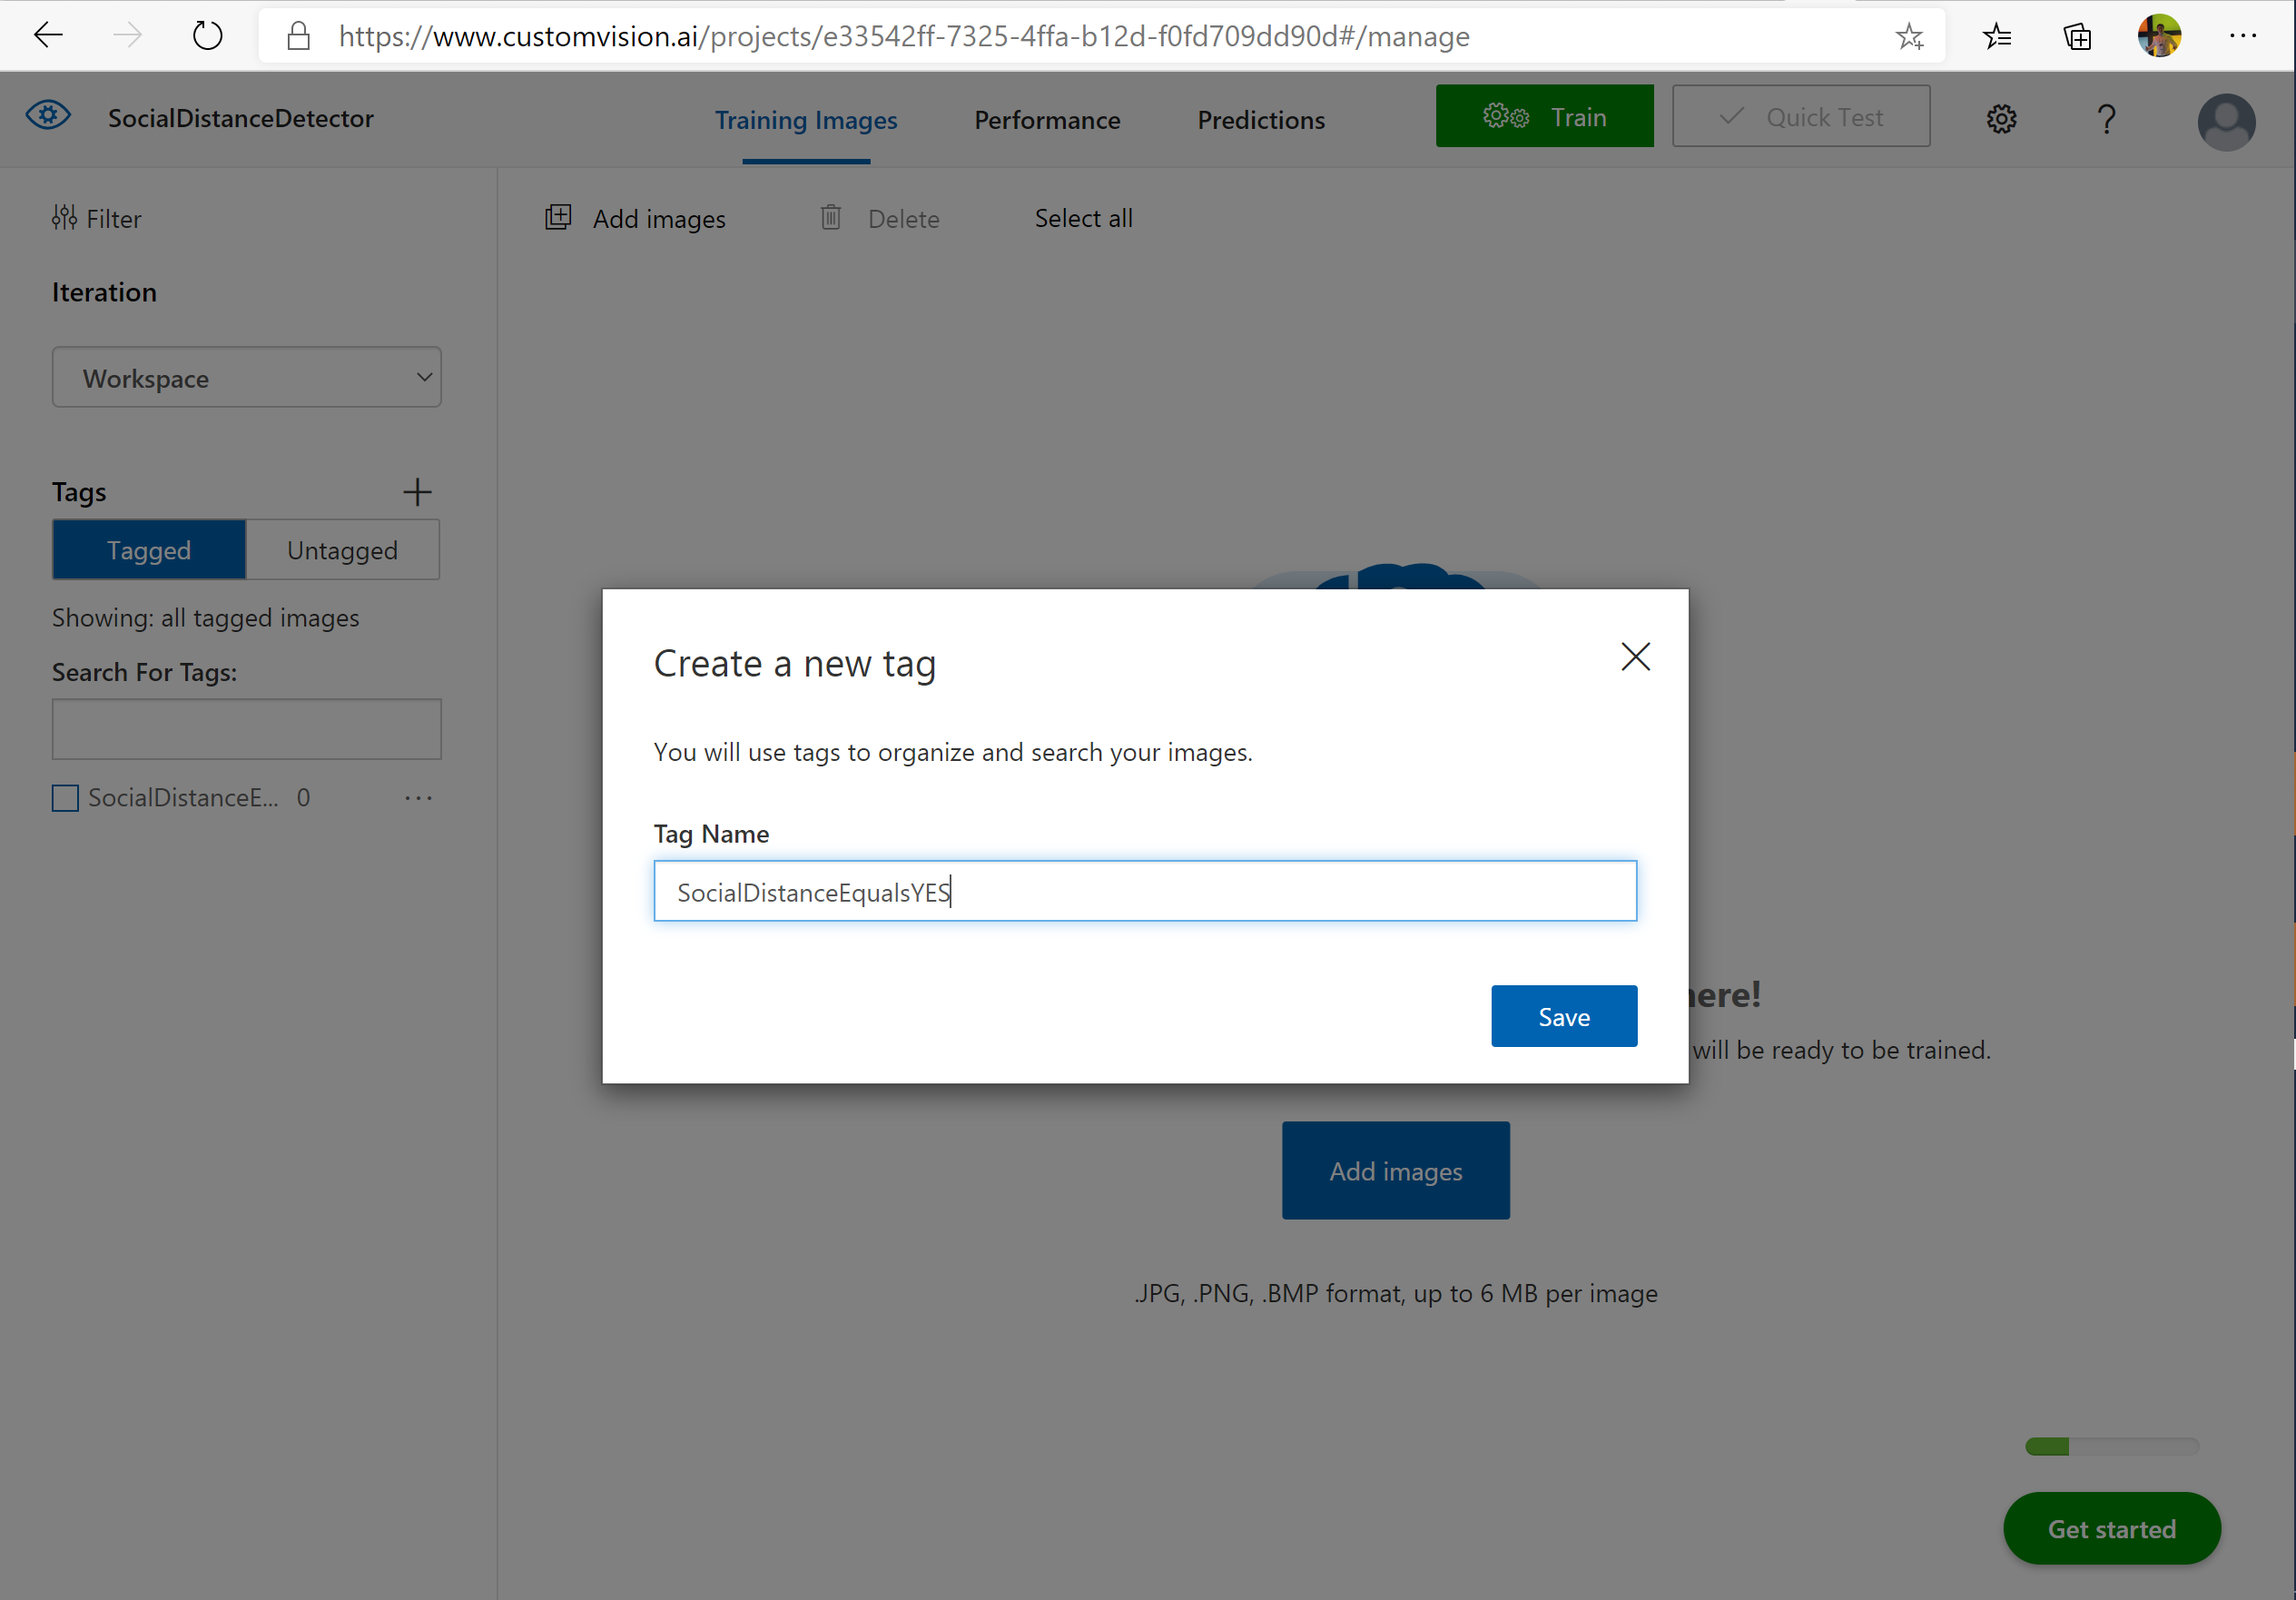 https://www.customvision.ai/projects/e33542ff-7325-4ffa-b12d-f0fd709dd90d#/manage
SocialDistanceDetector
Training Images
Performance
Predictions
Train
Quick Test
?
Filter
Iteration
Workspace
Tags
Tagged
Untagged
Showing: all tagged images
Search For Tags:
SocialDistanceE... 0
Add images
Delete
Select all
Create a new tag
You will use tags to organize and search your images.
Tag Name
SocialDistanceEqualsYES
Save
here!
will be ready to be trained.
Add images
.JPG, .PNG, .BMP format, up to 6 MB per image
Get started